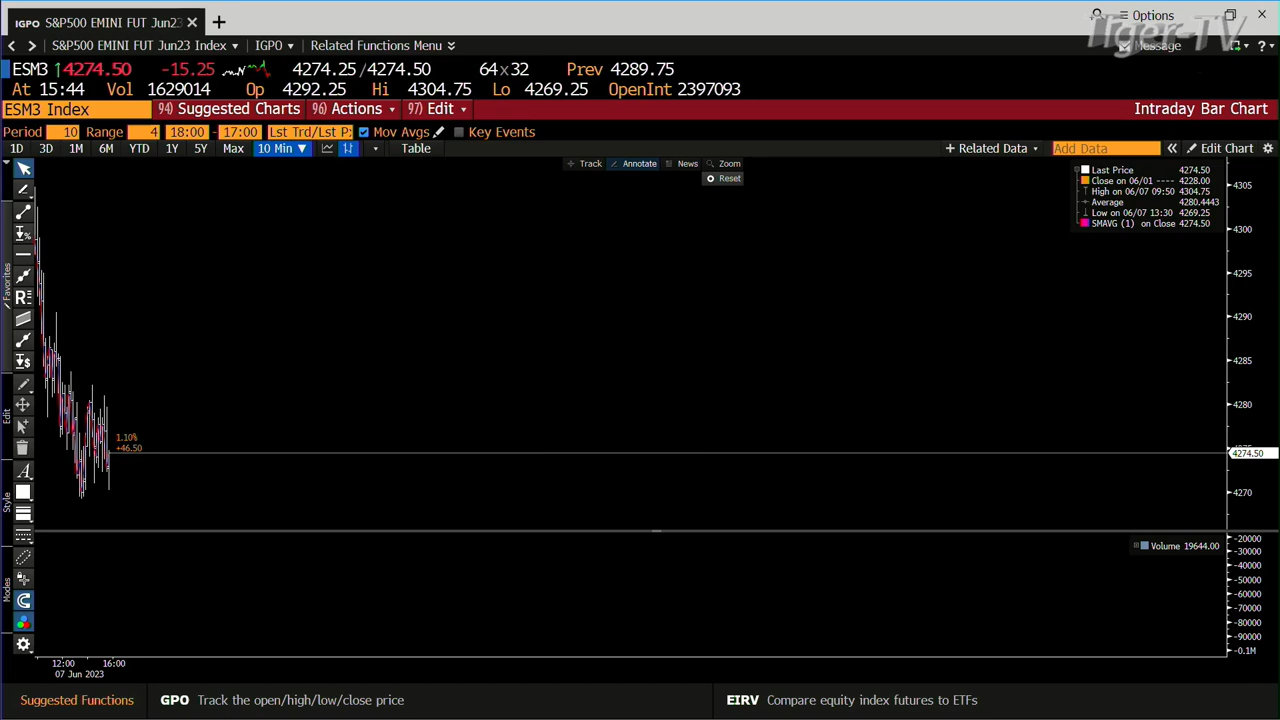 IGPO S&P500 EMINI FUT Jun23
Options
S&P500 EMINI FUT Jun23 Index IGPO Related Functions Menu
Message
Tiger-TV
ESM3 ↑4274.50 -15.25 4274.25/4274.50 64x32 Prev 4289.75
At 15:44 Vol 1629014 Op 4292.25 Hi 4304.75 Lo 4269.25 OpenInt 2397093
ESM3 Index 94) Suggested Charts 96) Actions 97) Edit Intraday Bar Chart
Period 10 Range 4 18:00 - 17:00 Lst Trd/Lst P Mov Avgs Key Events
1D 3D 1M 6M YTD 1Y 5Y Max 10 Min ▼ Table + Related Data Add Data « Edit Chart
Track Annotate News Zoom
Reset
Last Price 4274.50
Close on 06/01 ---- 4228.00
High on 06/07 09:50 4304.75
Average 4280.4443
Low on 06/07 13:30 4269.25
SMAVG (1) on Close 4274.50
Favorites
Edit
Style
Modes
4305
4300
4295
4290
4285
4280
4275
4274.50
4270
1.10%
+46.50
Volume 19644.00
-20000
-30000
-40000
-50000
-60000
-70000
-80000
-90000
-0.1M
12:00 16:00
07 Jun 2023
Suggested Functions GPO Track the open/high/low/close price EIRV Compare equity index futures to ETFs